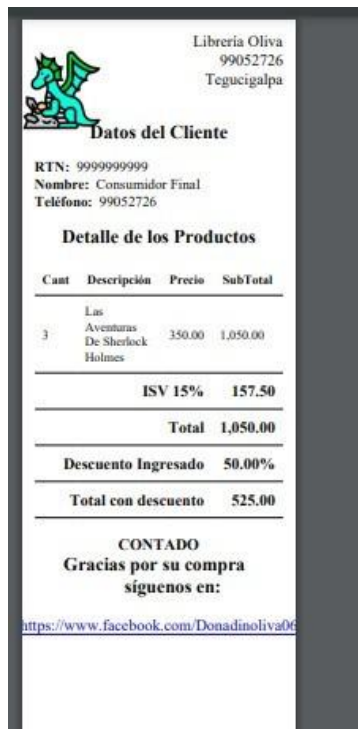 Librería Oliva
99052726
Tegucigalpa
Datos del Cliente
RTN: 9999999999
Nombre: Consumidor Final
Teléfono: 99052726
Detalle de los Productos
Cant Descripción Precio SubTotal
Las
Aventuras
3 De Sherlock 350.00 1,050.00
Holmes
ISV 15% 157.50
Total 1,050.00
Descuento Ingresado 50.00%
Total con descuento 525.00
CONTADO
Gracias por su compra
síguenos en:
https://www.facebook.com/Donadinoliva06